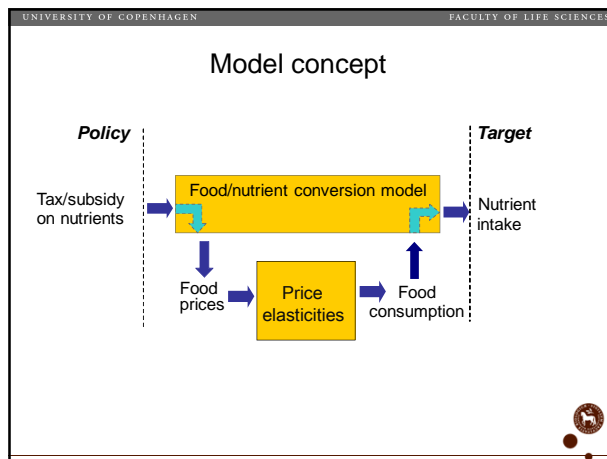 UNIVERSITY OF COPENHAGEN
FACULTY OF LIFE SCIENCES
Model concept
Policy
Target
Food/nutrient conversion model
Tax/subsidy
on nutrients
Nutrient
intake
Food
prices
Price
elasticities
Food
consumption